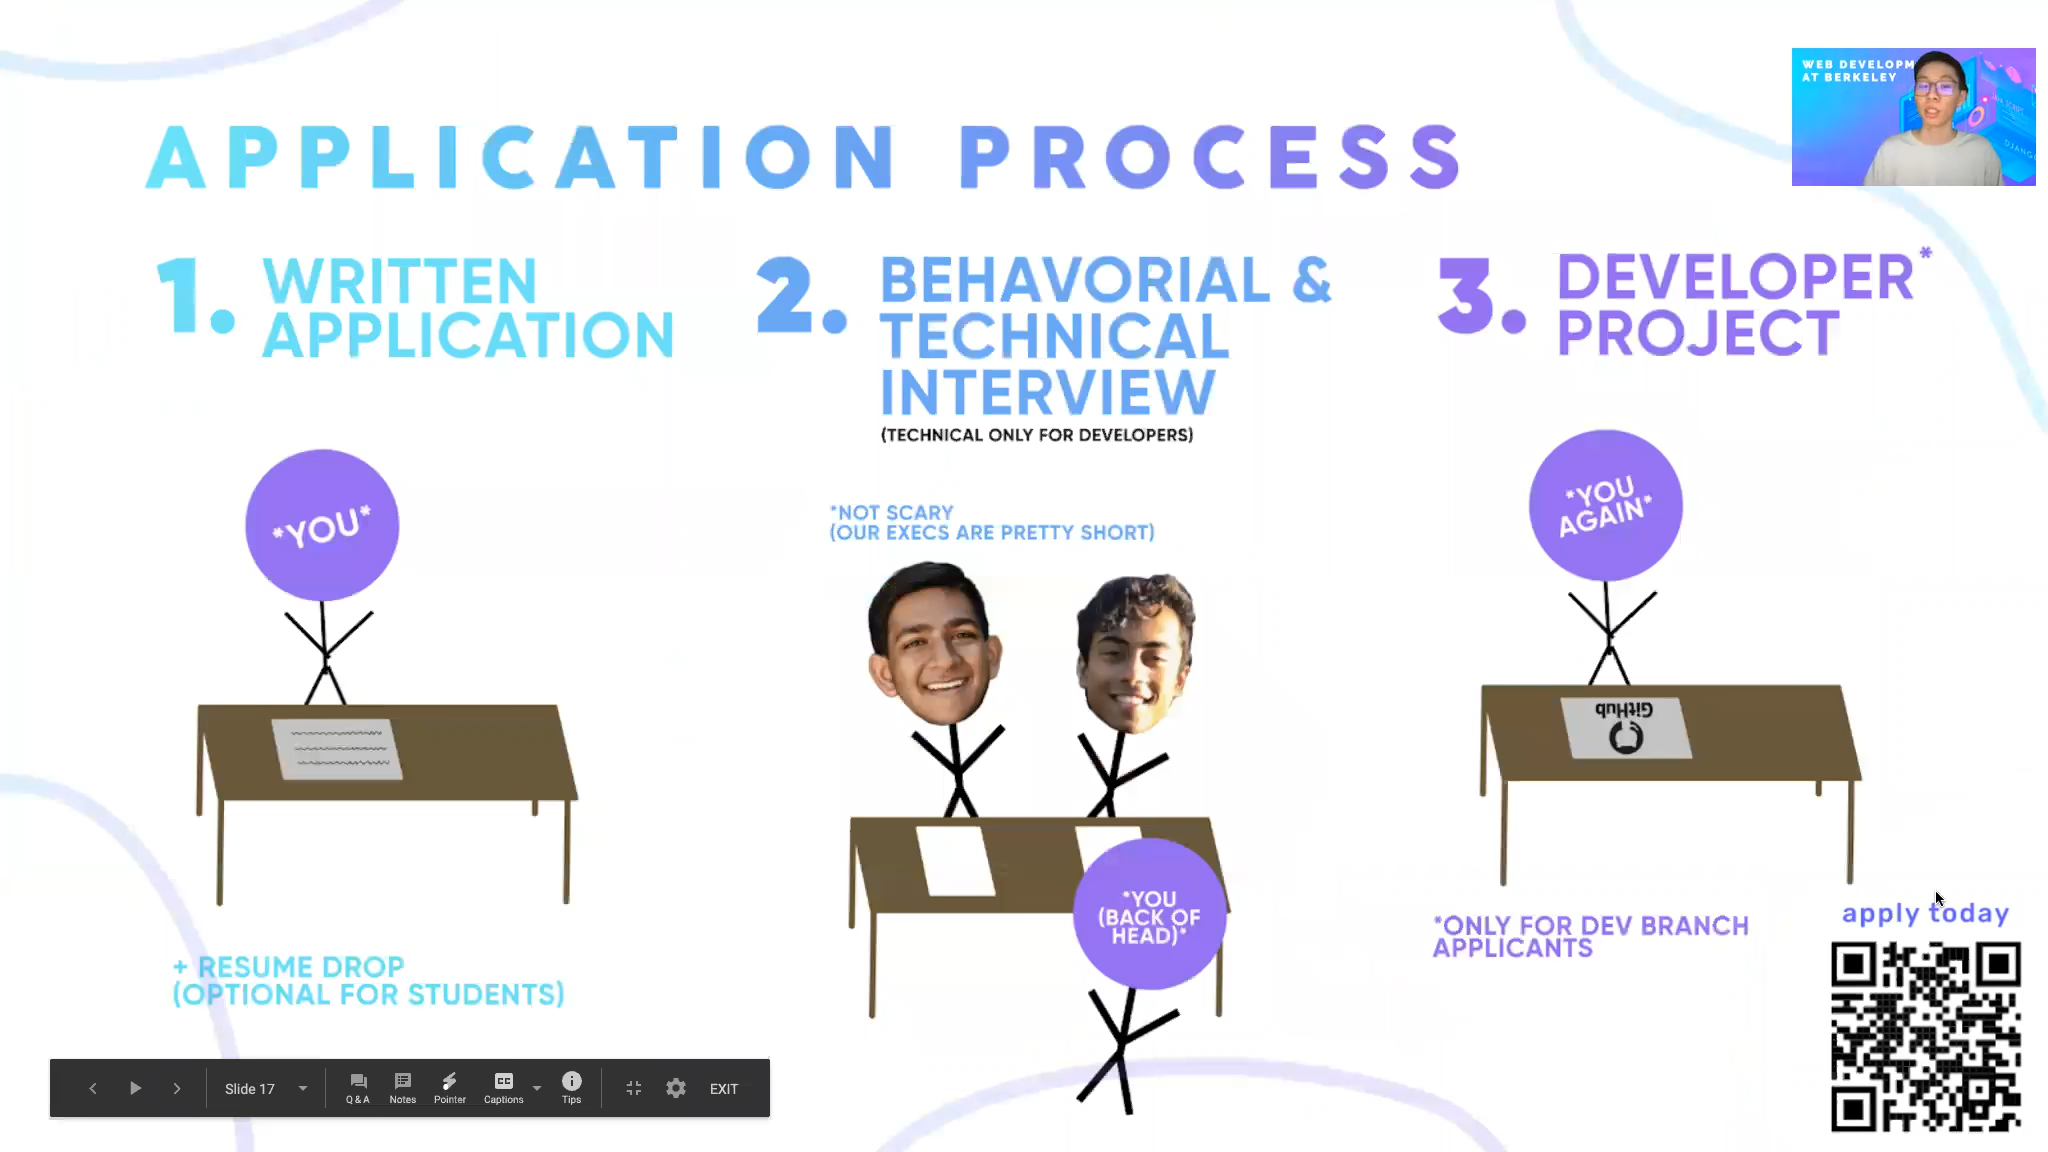 WEB DEVELOPM
AT BERKELEY
APPLICATION PROCESS
1. WRITTEN
APPLICATION
2. BEHAVORIAL &
TECHNICAL
INTERVIEW
(TECHNICAL ONLY FOR DEVELOPERS)
3. DEVELOPER*
PROJECT
*YOU*
*NOT SCARY
(OUR EXECS ARE PRETTY SHORT)
*YOU
AGAIN*
GitHub
*YOU
(BACK OF
HEAD)*
+ RESUME DROP
(OPTIONAL FOR STUDENTS)
*ONLY FOR DEV BRANCH
APPLICANTS
apply today
Slide 17
Q & A
Notes
Pointer
CC
Captions
Tips
EXIT